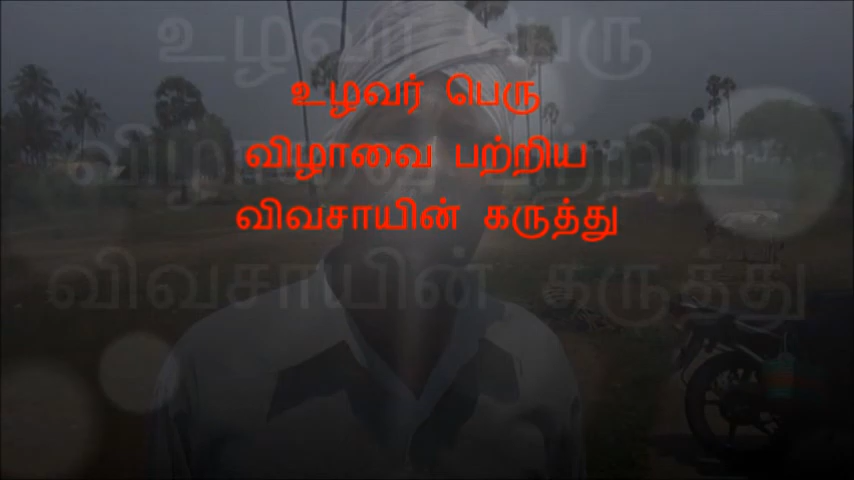 உழவர் பெரு
விழாவை பற்றிய
விவசாயின் கருத்து